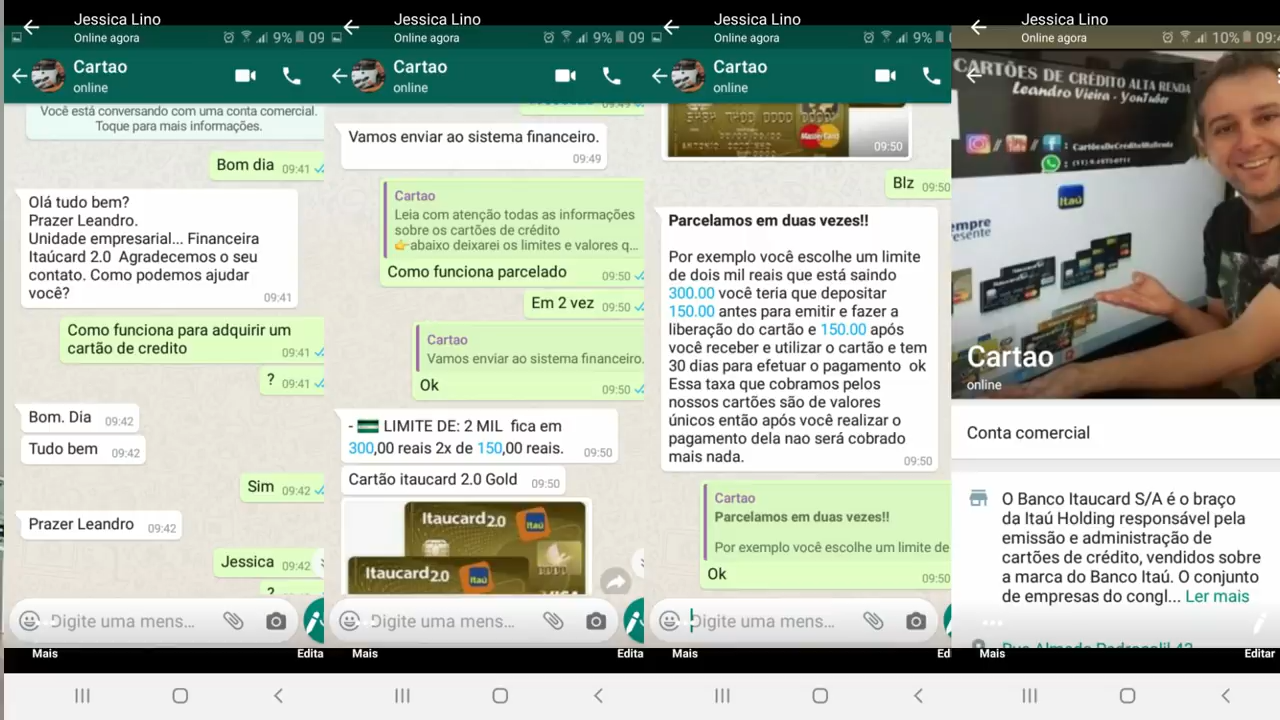 Jessica Lino
Online agora
9%
09
Cartao
online
Você está conversando com uma conta comercial.
Toque para mais informações.
Bom dia
09:41
Olá tudo bem?
Prazer Leandro.
Unidade empresarial... Financeira
Itaúcard 2.0 Agradecemos o seu
contato. Como podemos ajudar
você?
09:41
Como funciona para adquirir um
cartão de credito
09:41
?
09:41
Bom. Dia
09:42
Tudo bem
09:42
Sim
09:42
Prazer Leandro
09:42
Jessica
09:42
?
Digite uma mens...
Mais
Edita
Jessica Lino
Online agora
9%
09
Cartao
online
09:49
Vamos enviar ao sistema financeiro.
09:49
Cartao
Leia com atenção todas as informações
sobre os cartões de crédito
👉abaixo deixarei os limites e valores q...
Como funciona parcelado
09:50
Em 2 vez
09:50
Cartao
Vamos enviar ao sistema financeiro.
Ok
09:50
- LIMITE DE: 2 MIL fica em
300,00 reais 2x de 150,00 reais.
09:50
Cartão itaucard 2.0 Gold
09:50
Itaucard 2.0
Itaú
Itaucard 2.0
Itaú
VISA
Digite uma mens...
Mais
Edita
Jessica Lino
Online agora
9%
Cartao
online
MasterCard
09:50
Blz
09:50
Parcelamos em duas vezes!!
Por exemplo você escolhe um limite
de dois mil reais que está saindo
300.00 você teria que depositar
150.00 antes para emitir e fazer a
liberação do cartão e 150.00 após
você receber e utilizar o cartão e tem
30 dias para efetuar o pagamento ok
Essa taxa que cobramos pelos
nossos cartões são de valores
únicos então após você realizar o
pagamento dela nao será cobrado
mais nada.
09:50
Cartao
Parcelamos em duas vezes!!
Por exemplo você escolhe um limite de
Ok
09:50
Digite uma mens...
Mais
Ed
Jessica Lino
Online agora
10%
09:4
CARTÕES DE CRÉDITO ALTA RENDA
Leandro Vieira - YouTuber
CartõesDeCréditoAltaRenda
Itaú
Cartao
online
Conta comercial
O Banco Itaucard S/A é o braço
da Itaú Holding responsável pela
emissão e administração de
cartões de crédito, vendidos sobre
a marca do Banco Itaú. O conjunto
de empresas do congl... Ler mais
Mais
Editar